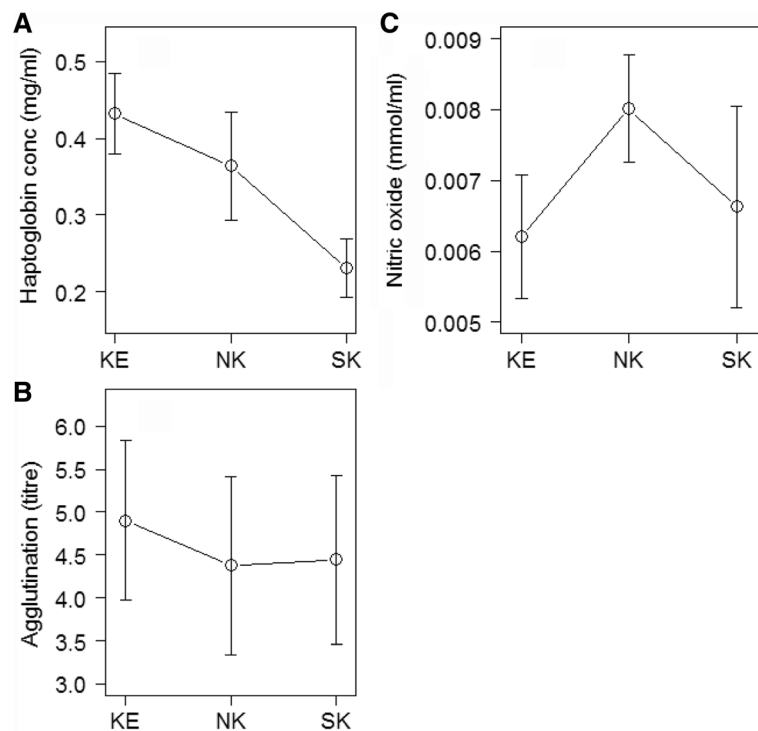 A
Haptoglobin conc (mg/ml)
0.5
0.4
0.3
0.2
KE NK SK
C
Nitric oxide (mmol/ml)
0.009
0.008
0.007
0.006
0.005
KE NK SK
B
Agglutination (titre)
6.0
5.5
5.0
4.5
4.0
3.5
3.0
KE NK SK